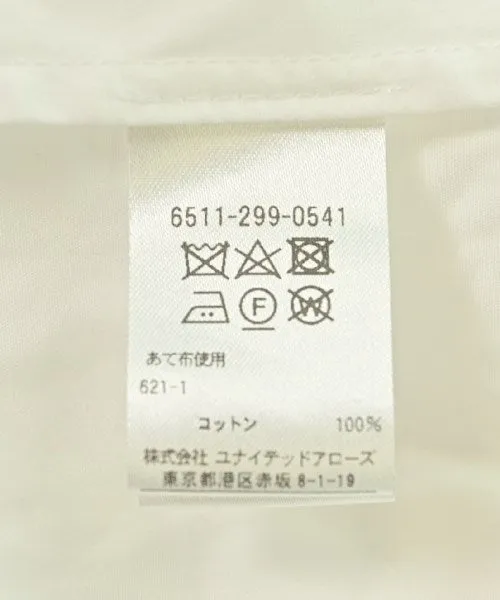 6511-299-0541
F W
あて布使用
621-1
コットン 100%
株式会社 ユナイテッドアローズ
東京都港区赤坂8-1-19